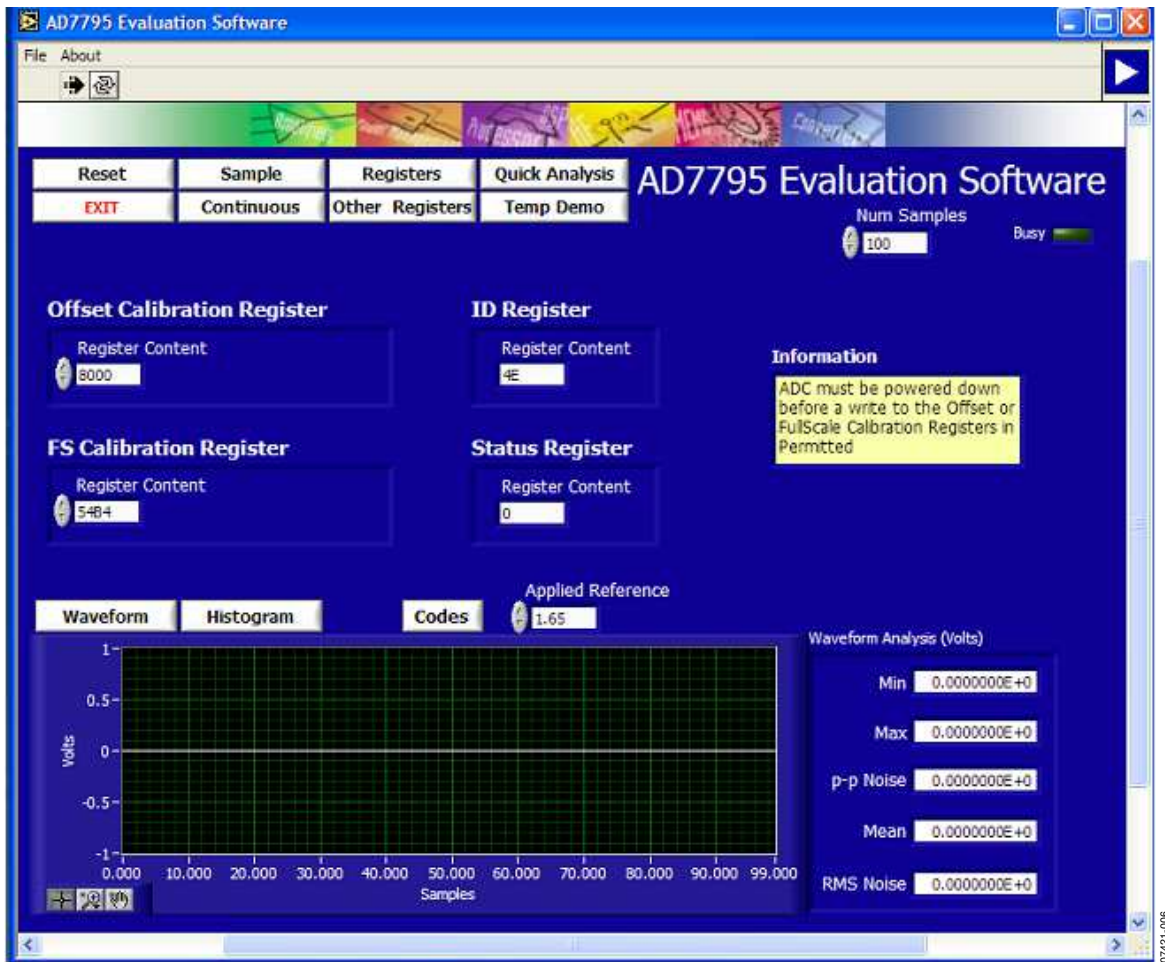 AD7795 Evaluation Software
File About
Reset Sample Registers Quick Analysis
AD7795 Evaluation Software
EXIT Continuous Other Registers Temp Demo
Num Samples
100
Busy
Offset Calibration Register
Register Content
8000
ID Register
Register Content
4E
Information
ADC must be powered down
before a write to the Offset or
FullScale Calibration Registers in
Permitted
FS Calibration Register
Register Content
54B4
Status Register
Register Content
0
Waveform Histogram Codes
Applied Reference
1.65
Volts
1
0.5
0
-0.5
-1
0.000 10.000 20.000 30.000 40.000 50.000 60.000 70.000 80.000 90.000 99.000
Samples
Waveform Analysis (Volts)
Min 0.0000000E+0
Max 0.0000000E+0
p-p Noise 0.0000000E+0
Mean 0.0000000E+0
RMS Noise 0.0000000E+0
07421-006